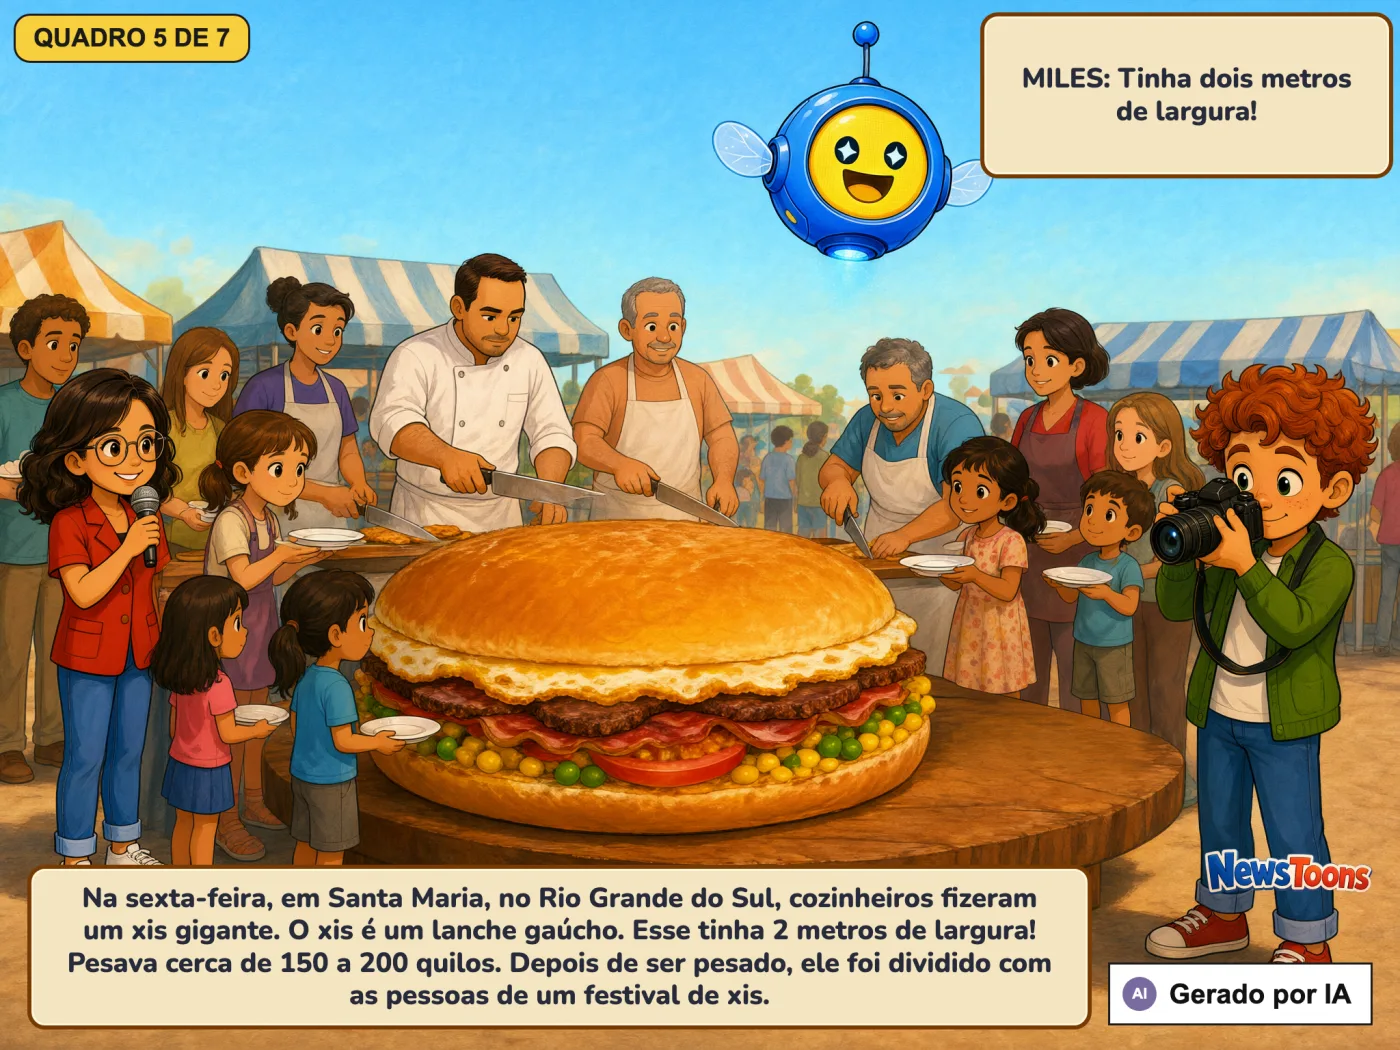 QUADRO 5 DE 7
MILES: Tinha dois metros
de largura!
Na sexta-feira, em Santa Maria, no Rio Grande do Sul, cozinheiros fizeram
um xis gigante. O xis é um lanche gaúcho. Esse tinha 2 metros de largura!
Pesava cerca de 150 a 200 quilos. Depois de ser pesado, ele foi dividido com
as pessoas de um festival de xis.
NEWSTOONS
AI Gerado por IA